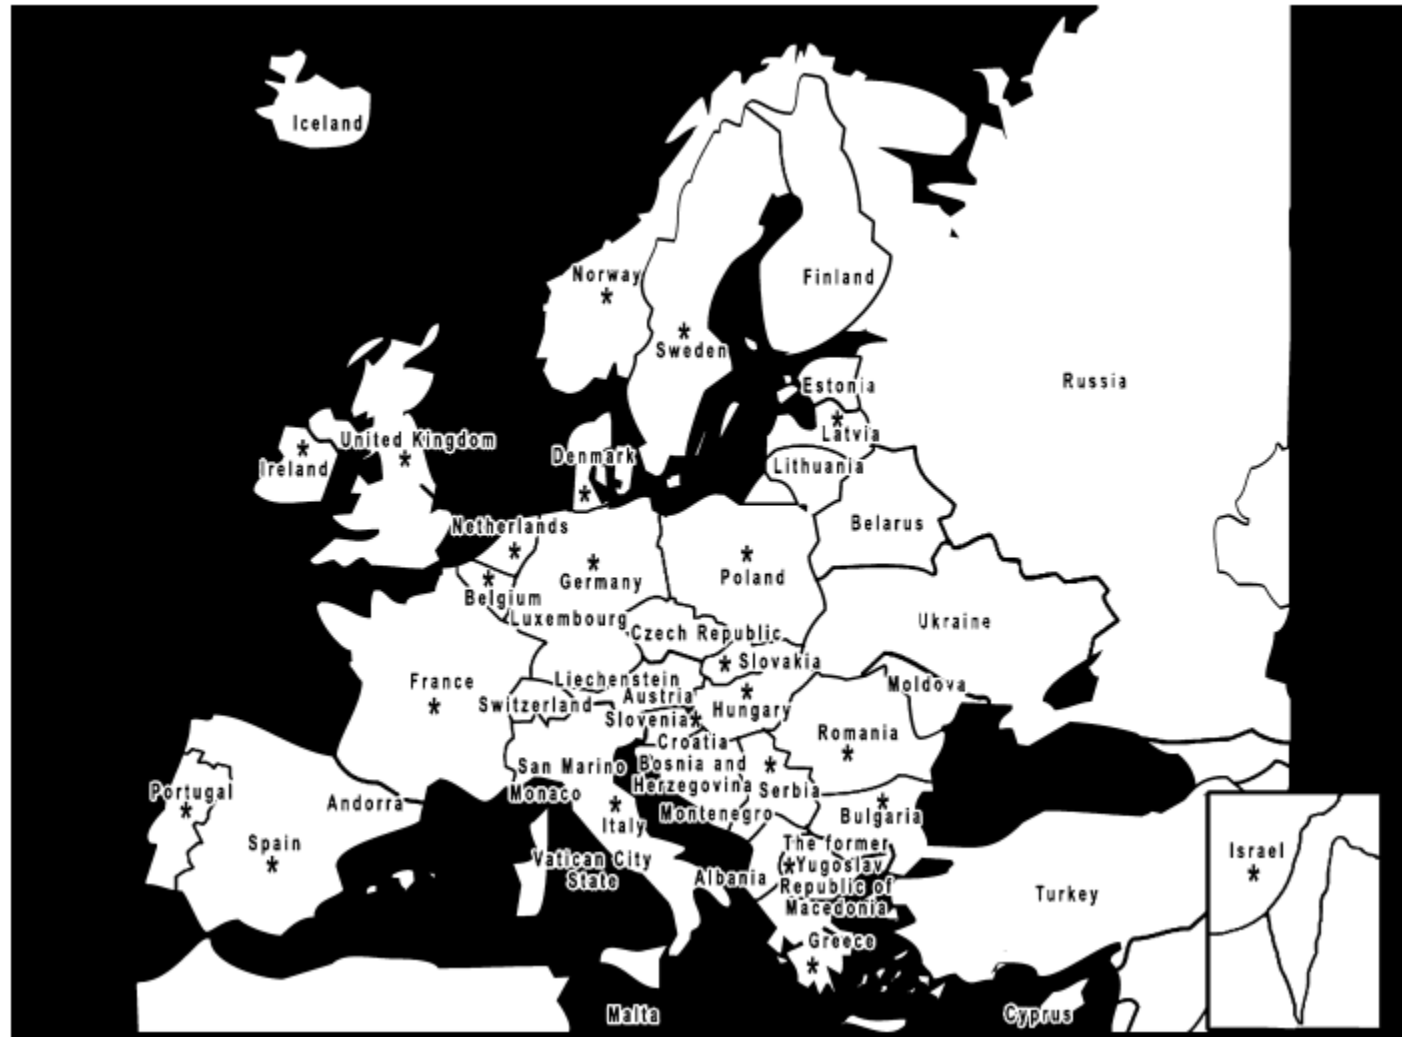 Iceland
Norway
*
Finland
*
Sweden
Russia
Estonia
*
Latvia
United Kingdom
*
*
Ireland
Denmark
*
Lithuania
Netherlands
*
Belarus
*
Germany
*
Poland
*
Belgium
Luxembourg
Czech Republic
Ukraine
* Slovakia
France
*
Liechtenstein
Austria
Switzerland
Slovenia*
*
Hungary
Moldova
Romania
*
Croatia
San Marino
Bosnia and
Herzegovina
*
Serbia
Monaco
Portugal
*
Andorra
*
Italy
Montenegro
*
Bulgaria
Spain
*
Vatican City
State
Albania
The former
*Yugoslav
Republic of
Macedonia
Turkey
Israel
*
Greece
*
Malta
Cyprus